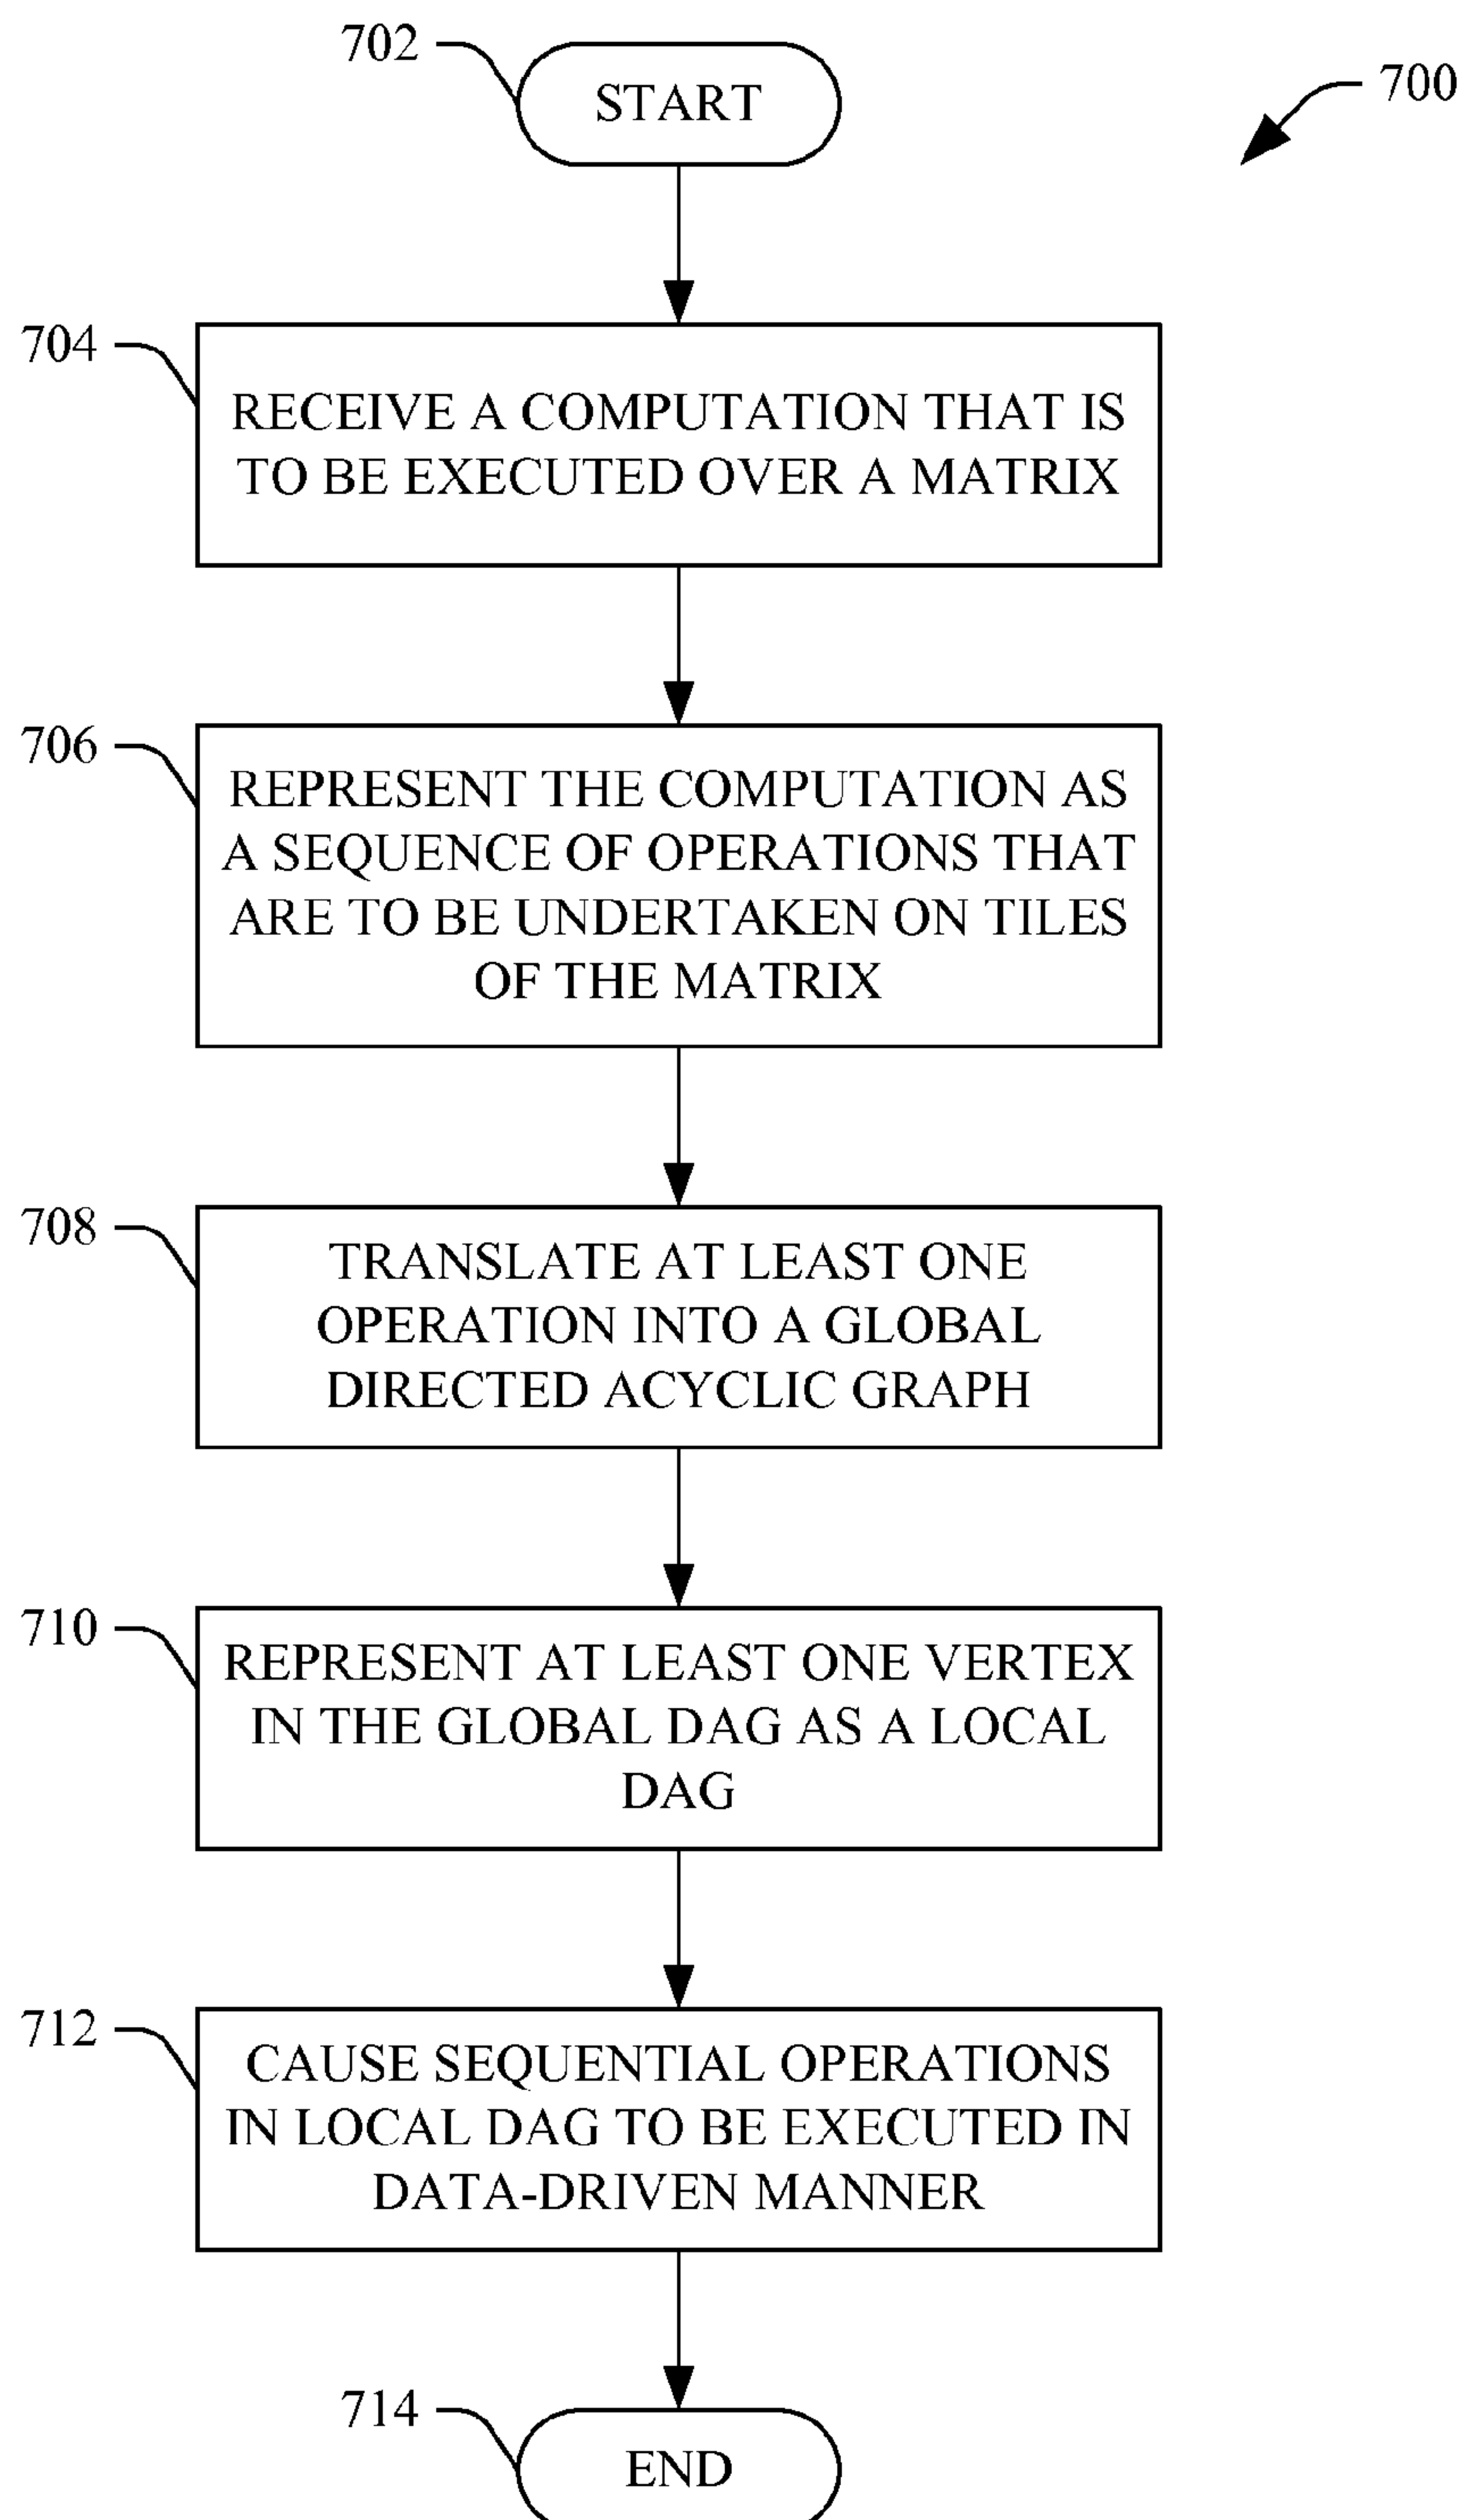 702
START
700
704
RECEIVE A COMPUTATION THAT IS
TO BE EXECUTED OVER A MATRIX
706
REPRESENT THE COMPUTATION AS
A SEQUENCE OF OPERATIONS THAT
ARE TO BE UNDERTAKEN ON TILES
OF THE MATRIX
708
TRANSLATE AT LEAST ONE
OPERATION INTO A GLOBAL
DIRECTED ACYCLIC GRAPH
710
REPRESENT AT LEAST ONE VERTEX
IN THE GLOBAL DAG AS A LOCAL
DAG
712
CAUSE SEQUENTIAL OPERATIONS
IN LOCAL DAG TO BE EXECUTED IN
DATA-DRIVEN MANNER
714
END